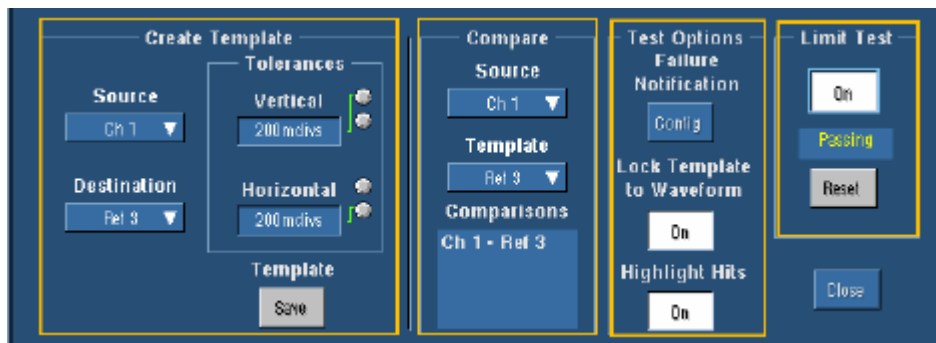 Create Template
Tolerances
Source
Ch 1
Vertical
200 mdivs
Destination
Ref 3
Horizontal
200 mdivs
Template
Save
Compare
Source
Ch 1
Template
Ref 3
Comparisons
Ch 1 - Ref 3
Test Options
Failure
Notification
Config
Lock Template
to Waveform
On
Highlight Hits
On
Limit Test
On
Passing
Reset
Close